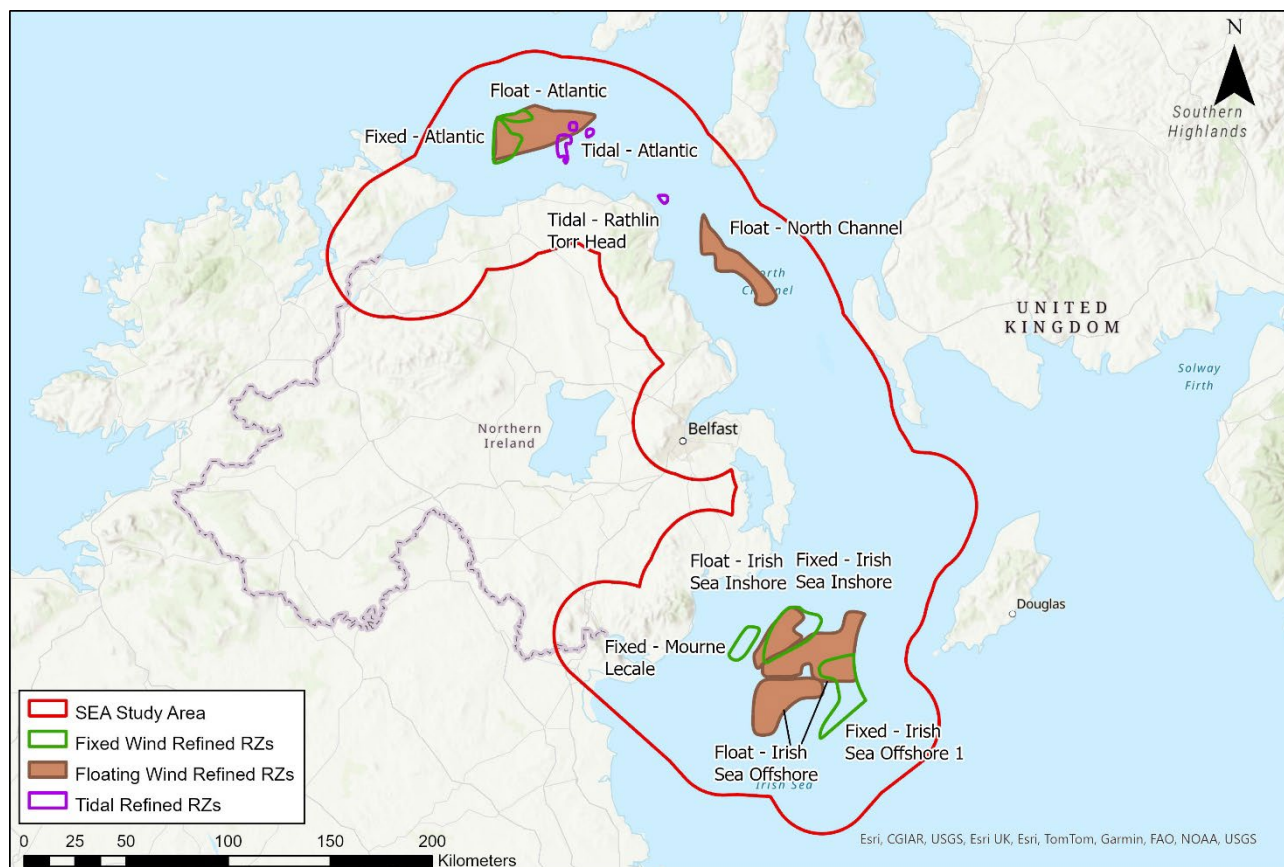 N
Southern
Highlands
Float - Atlantic
Fixed - Atlantic
Tidal - Atlantic
Tidal - Rathlin
Torr Head
Float - North Channel
North
Channel
UNITED
KINGDOM
Solway
Firth
Northern
Ireland
Belfast
Float - Irish
Sea Inshore
Fixed - Irish
Sea Inshore
Douglas
Fixed - Mourne
Lecale
Float - Irish
Sea Offshore
Fixed - Irish
Sea Offshore 1
Irish Sea
SEA Study Area
Fixed Wind Refined RZs
Floating Wind Refined RZs
Tidal Refined RZs
0 25 50 100 150 200
Kilometers
Esri, CGIAR, USGS, Esri UK, Esri, TomTom, Garmin, FAO, NOAA, USGS